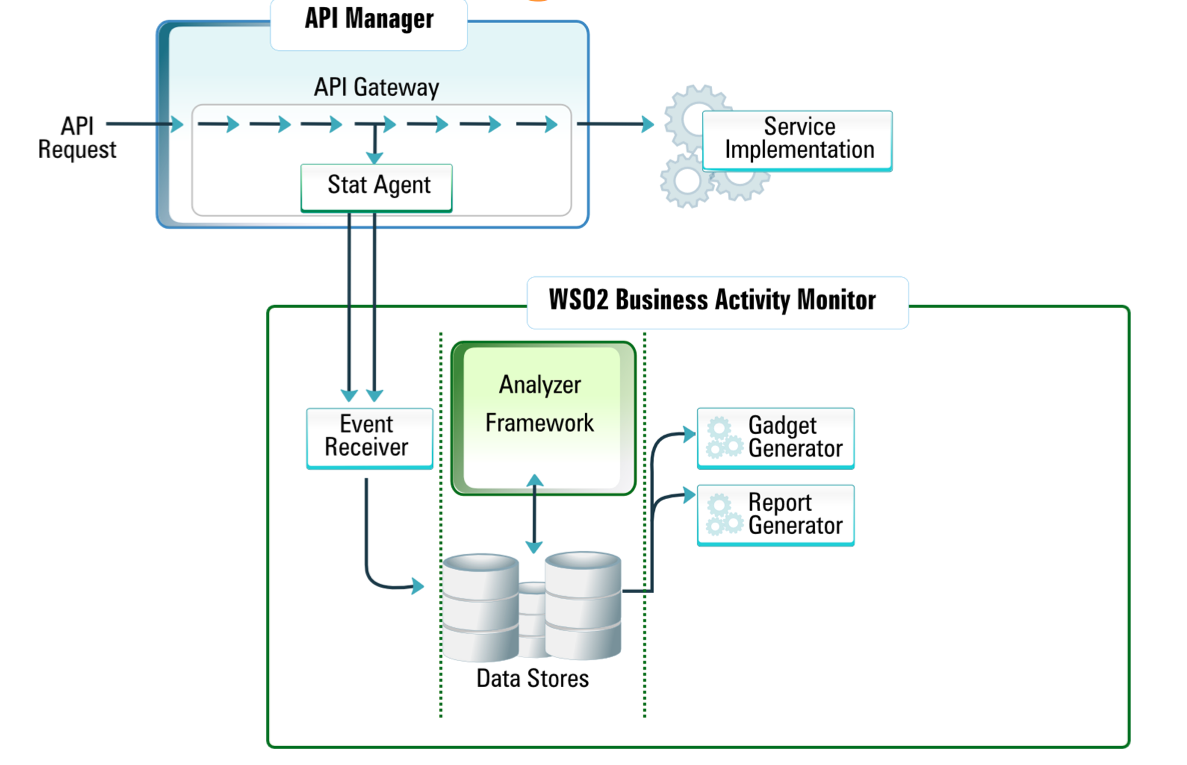 API Manager
API Gateway
API
Request
Service
Implementation
Stat Agent
WSO2 Business Activity Monitor
Analyzer
Framework
Event
Receiver
Gadget
Generator
Report
Generator
Data Stores